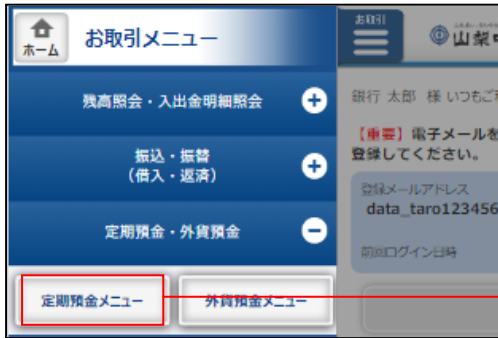 ホーム
お取引メニュー
残高照会・入出金明細照会
振込・振替
(借入・返済)
定期預金・外貨預金
定期預金メニュー
外貨預金メニュー
お取引
山梨
銀行 太郎 様 いつもご
【重要】電子メールを
登録してください。
登録メールアドレス
data_taro123456
前回ログイン日時